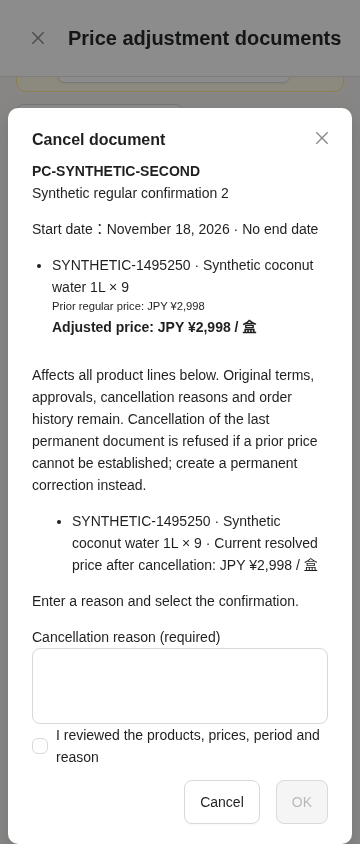 Price adjustment documents
Cancel document
PC-SYNTHETIC-SECOND
Synthetic regular confirmation 2
Start date：November 18, 2026 · No end date
• SYNTHETIC-1495250 · Synthetic coconut
water 1L × 9
Prior regular price: JPY ¥2,998
Adjusted price: JPY ¥2,998 / 盒
Affects all product lines below. Original terms,
approvals, cancellation reasons and order
history remain. Cancellation of the last
permanent document is refused if a prior price
cannot be established; create a permanent
correction instead.
• SYNTHETIC-1495250 · Synthetic
coconut water 1L × 9 · Current resolved
price after cancellation: JPY ¥2,998 / 盒
Enter a reason and select the confirmation.
Cancellation reason (required)
I reviewed the products, prices, period and
reason
Cancel
OK